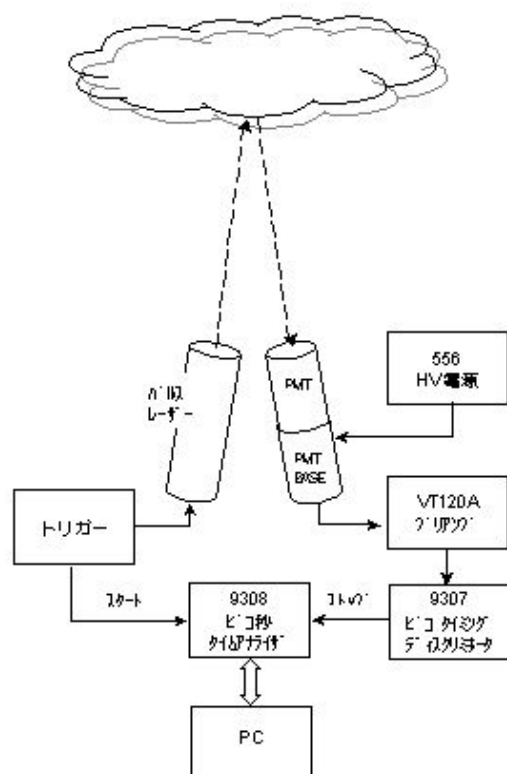 556
HV電源
ﾊﾟﾙｽ
ﾚｰｻﾞｰ
PMT
PMT
BASE
VT120A
ﾌﾟﾘｱﾝﾌﾟ
トリガー
ｽﾀｰﾄ
9308
ﾋﾟｺ秒
ﾀｲﾑｱﾅﾗｲｻﾞ
ｽﾄｯﾌﾟ
9307
ﾋﾟｺ ﾀｲﾐﾝｸﾞ
ﾃﾞｨｽｸﾘﾐﾈｰﾀ
PC